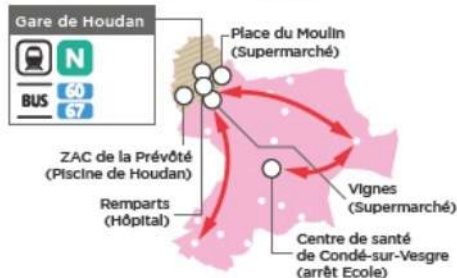 Gare de Houdan
N
BUS 60
67
Place du Moulin
(Supermarché)
ZAC de la Prévôté
(Piscine de Houdan)
Remparts
(Hôpital)
Vignes
(Supermarché)
Centre de santé
de Condé-sur-Vesgre
(arrêt Ecole)